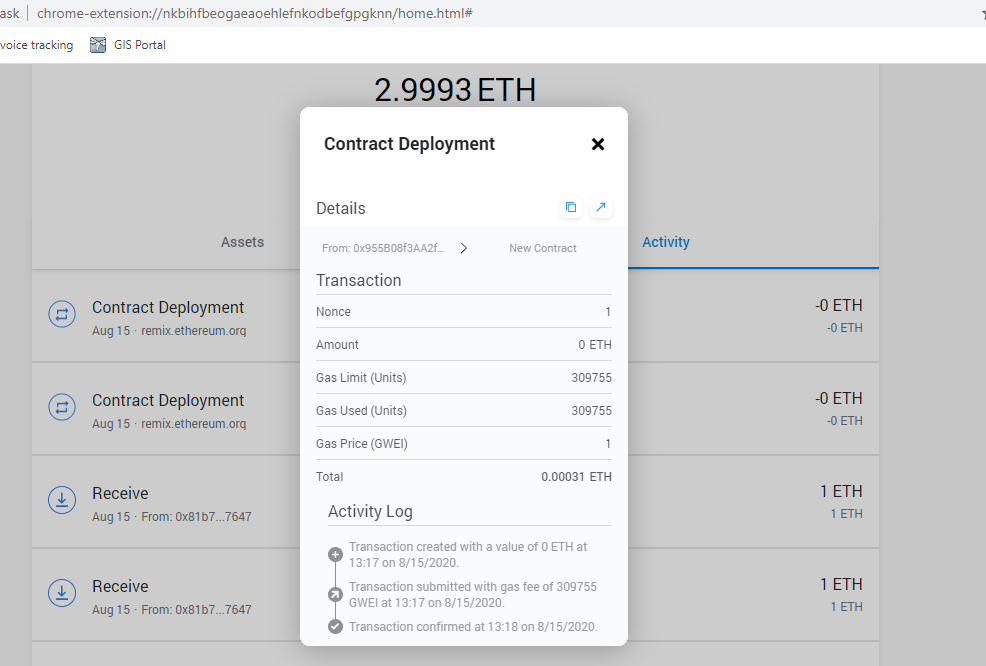 ask chrome-extension://nkbihfbeogaeaoehlefnkodbefgpgknn/home.html#
voice tracking GIS Portal
2.9993 ETH
Contract Deployment
Details
Assets
From: 0x955B08f3AA2f... New Contract
Activity
Transaction
Nonce 1
Amount 0 ETH
Gas Limit (Units) 309755
Gas Used (Units) 309755
Gas Price (GWEI) 1
Total 0.00031 ETH
Activity Log
Transaction created with a value of 0 ETH at
13:17 on 8/15/2020.
Transaction submitted with gas fee of 309755
GWEI at 13:17 on 8/15/2020.
Transaction confirmed at 13:18 on 8/15/2020.
Contract Deployment -0 ETH
Aug 15 · remix.ethereum.org -0 ETH
Contract Deployment -0 ETH
Aug 15 · remix.ethereum.org -0 ETH
Receive 1 ETH
Aug 15 · From: 0x81b7...7647 1 ETH
Receive 1 ETH
Aug 15 · From: 0x81b7...7647 1 ETH